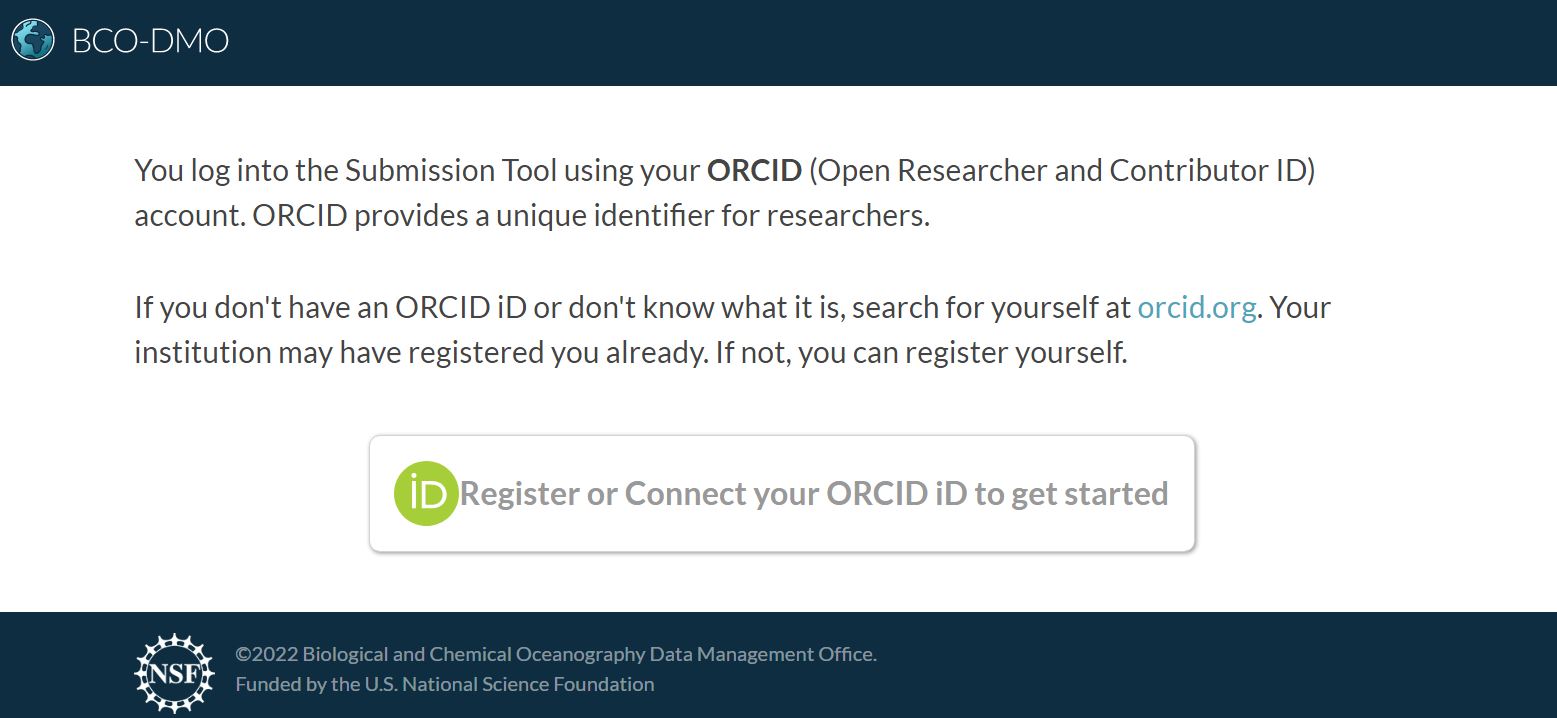 BCO-DMO
You log into the Submission Tool using your ORCID (Open Researcher and Contributor ID)
account. ORCID provides a unique identifier for researchers.
If you don't have an ORCID iD or don't know what it is, search for yourself at orcid.org. Your
institution may have registered you already. If not, you can register yourself.
iD Register or Connect your ORCID iD to get started
NSF
©2022 Biological and Chemical Oceanography Data Management Office.
Funded by the U.S. National Science Foundation